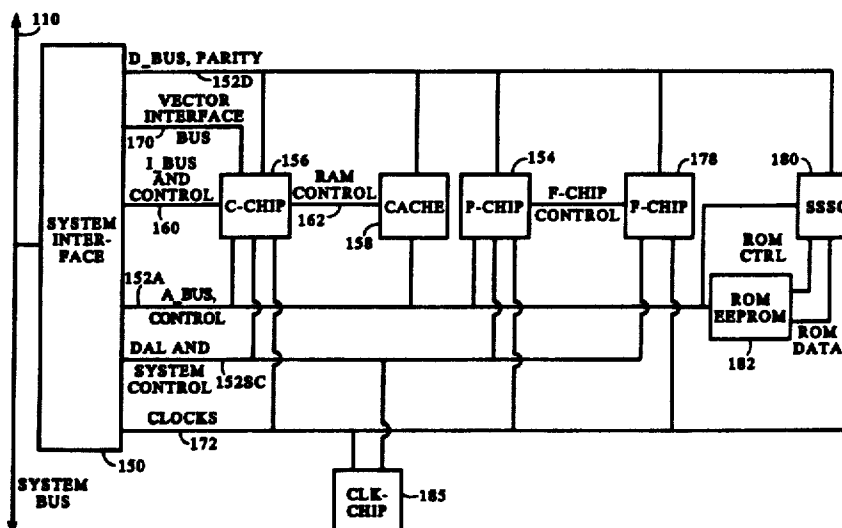 110
D_BUS, PARITY
152D
VECTOR
INTERFACE
BUS
170
I_BUS
AND
CONTROL
160
156
C-CHIP
RAM
CONTROL
162
CACHE
158
154
P-CHIP
F-CHIP
CONTROL
178
F-CHIP
180
SSSC
SYSTEM
INTER-
FACE
152A
A_BUS,
CONTROL
ROM
CTRL
ROM
EEPROM
182
ROM
DATA
DAL AND
SYSTEM
CONTROL
152SC
CLOCKS
172
150
SYSTEM
BUS
CLK-
CHIP
185